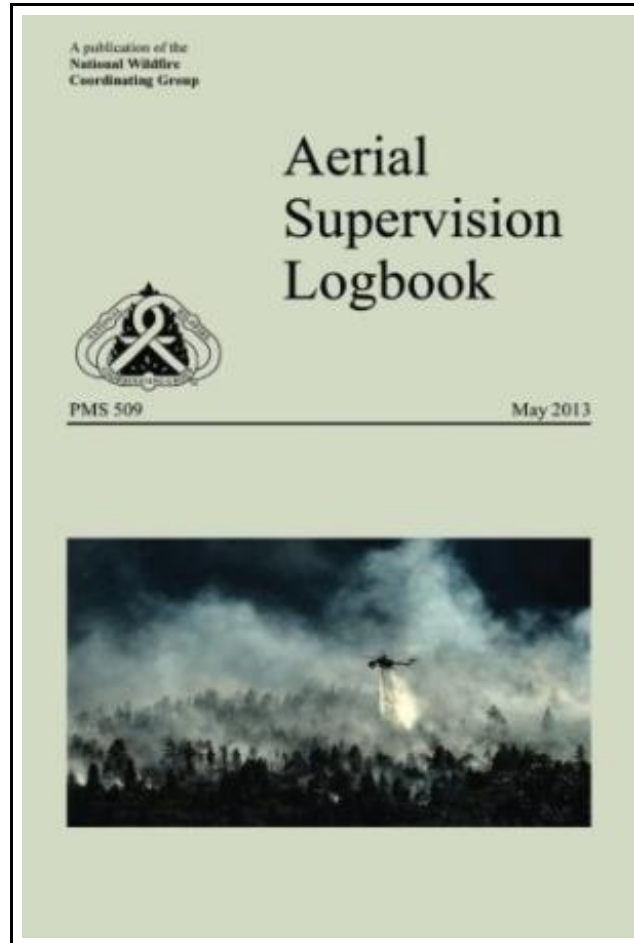 A publication of the
National Wildfire
Coordinating Group
Aerial
Supervision
Logbook
PMS 509
May 2013